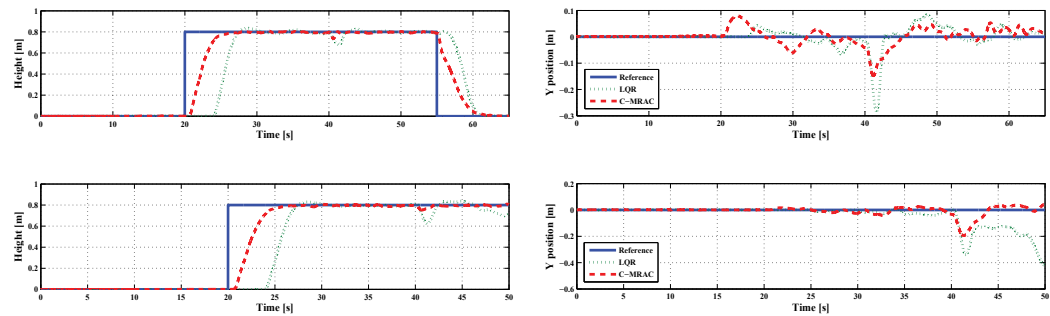 Height [m]
1
0.8
0.6
0.4
0.2
0
0 10 20 30 40 50 60
Time [s]
Y position [m]
0.1
0
-0.1
-0.2
-0.3
Reference
LQR
C-MRAC
0 10 20 30 40 50 60
Time [s]
Height [m]
1
0.8
0.6
0.4
0.2
0
0 5 10 15 20 25 30 35 40 45 50
Time [s]
Y position [m]
0.2
0
-0.2
-0.4
-0.6
Reference
LQR
C-MRAC
0 5 10 15 20 25 30 35 40 45 50
Time [s]